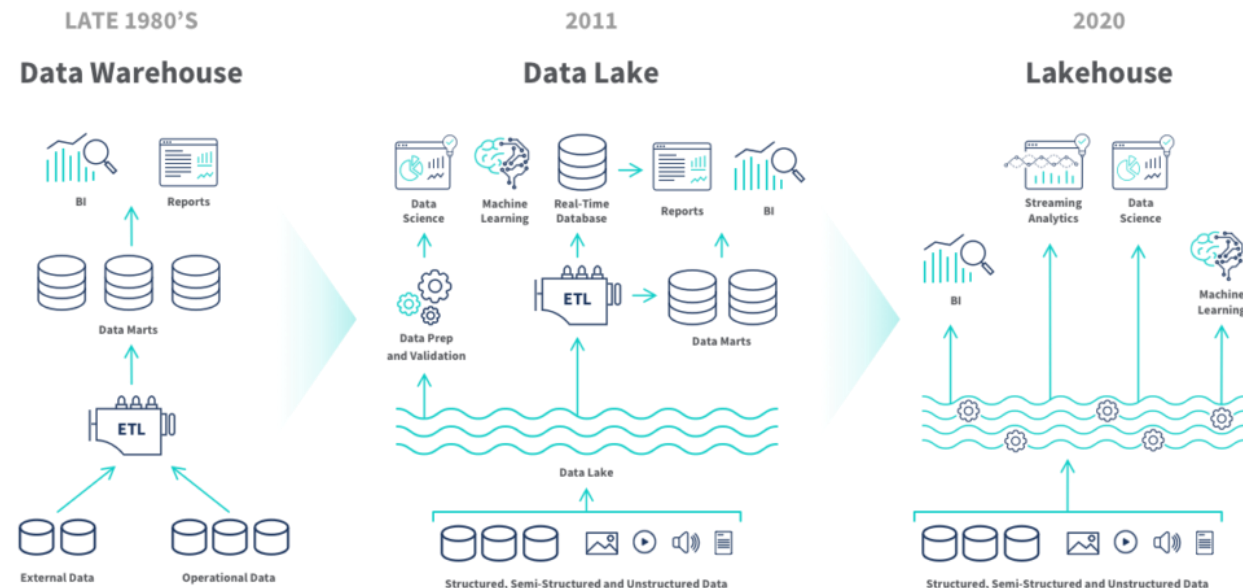 LATE 1980'S
Data Warehouse
BI
Reports
Data Marts
ETL
External Data
Operational Data
2011
Data Lake
Data
Science
Machine
Learning
Real-Time
Database
Reports
BI
Data Prep
and Validation
ETL
Data Marts
Data Lake
Structured, Semi-Structured and Unstructured Data
2020
Lakehouse
BI
Streaming
Analytics
Data
Science
Machine
Learning
Structured, Semi-Structured and Unstructured Data